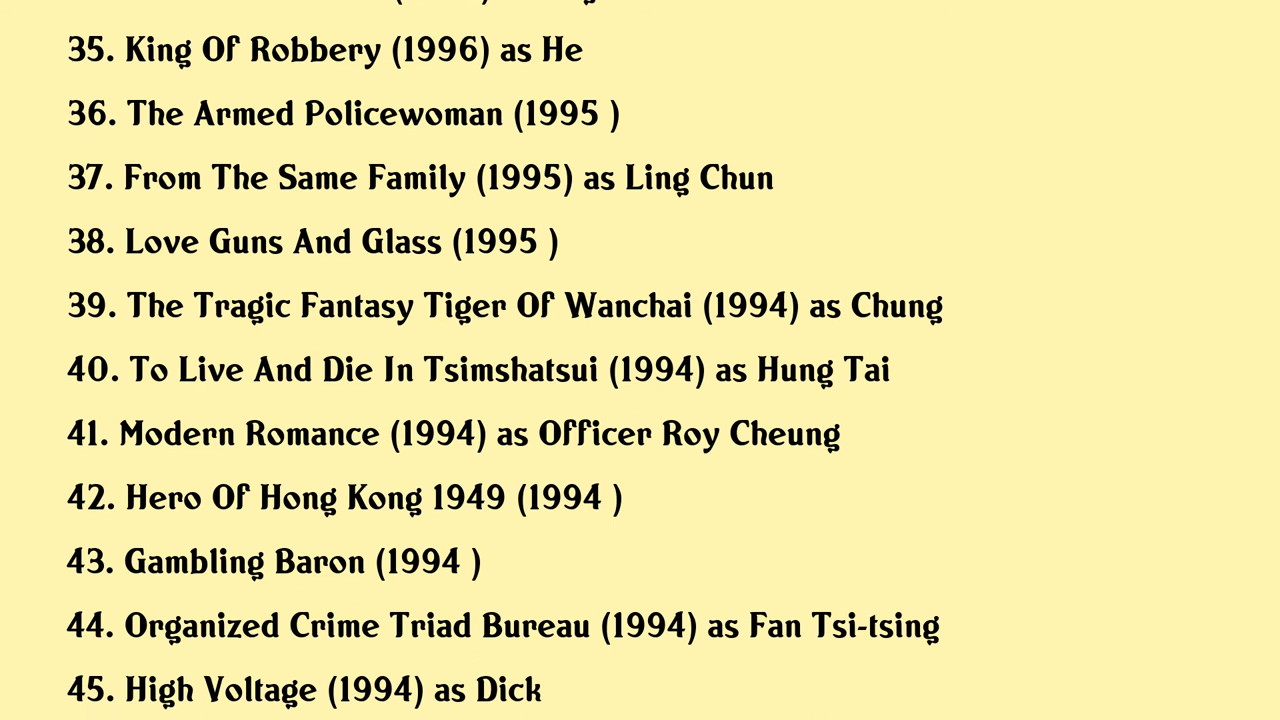 35. King Of Robbery (1996) as He
36. The Armed Policewoman (1995 )
37. From The Same Family (1995) as Ling Chun
38. Love Guns And Glass (1995 )
39. The Tragic Fantasy Tiger Of Wanchai (1994) as Chung
40. To Live And Die In Tsimshatsui (1994) as Hung Tai
41. Modern Romance (1994) as Officer Roy Cheung
42. Hero Of Hong Kong 1949 (1994 )
43. Gambling Baron (1994 )
44. Organized Crime Triad Bureau (1994) as Fan Tsi-tsing
45. High Voltage (1994) as Dick